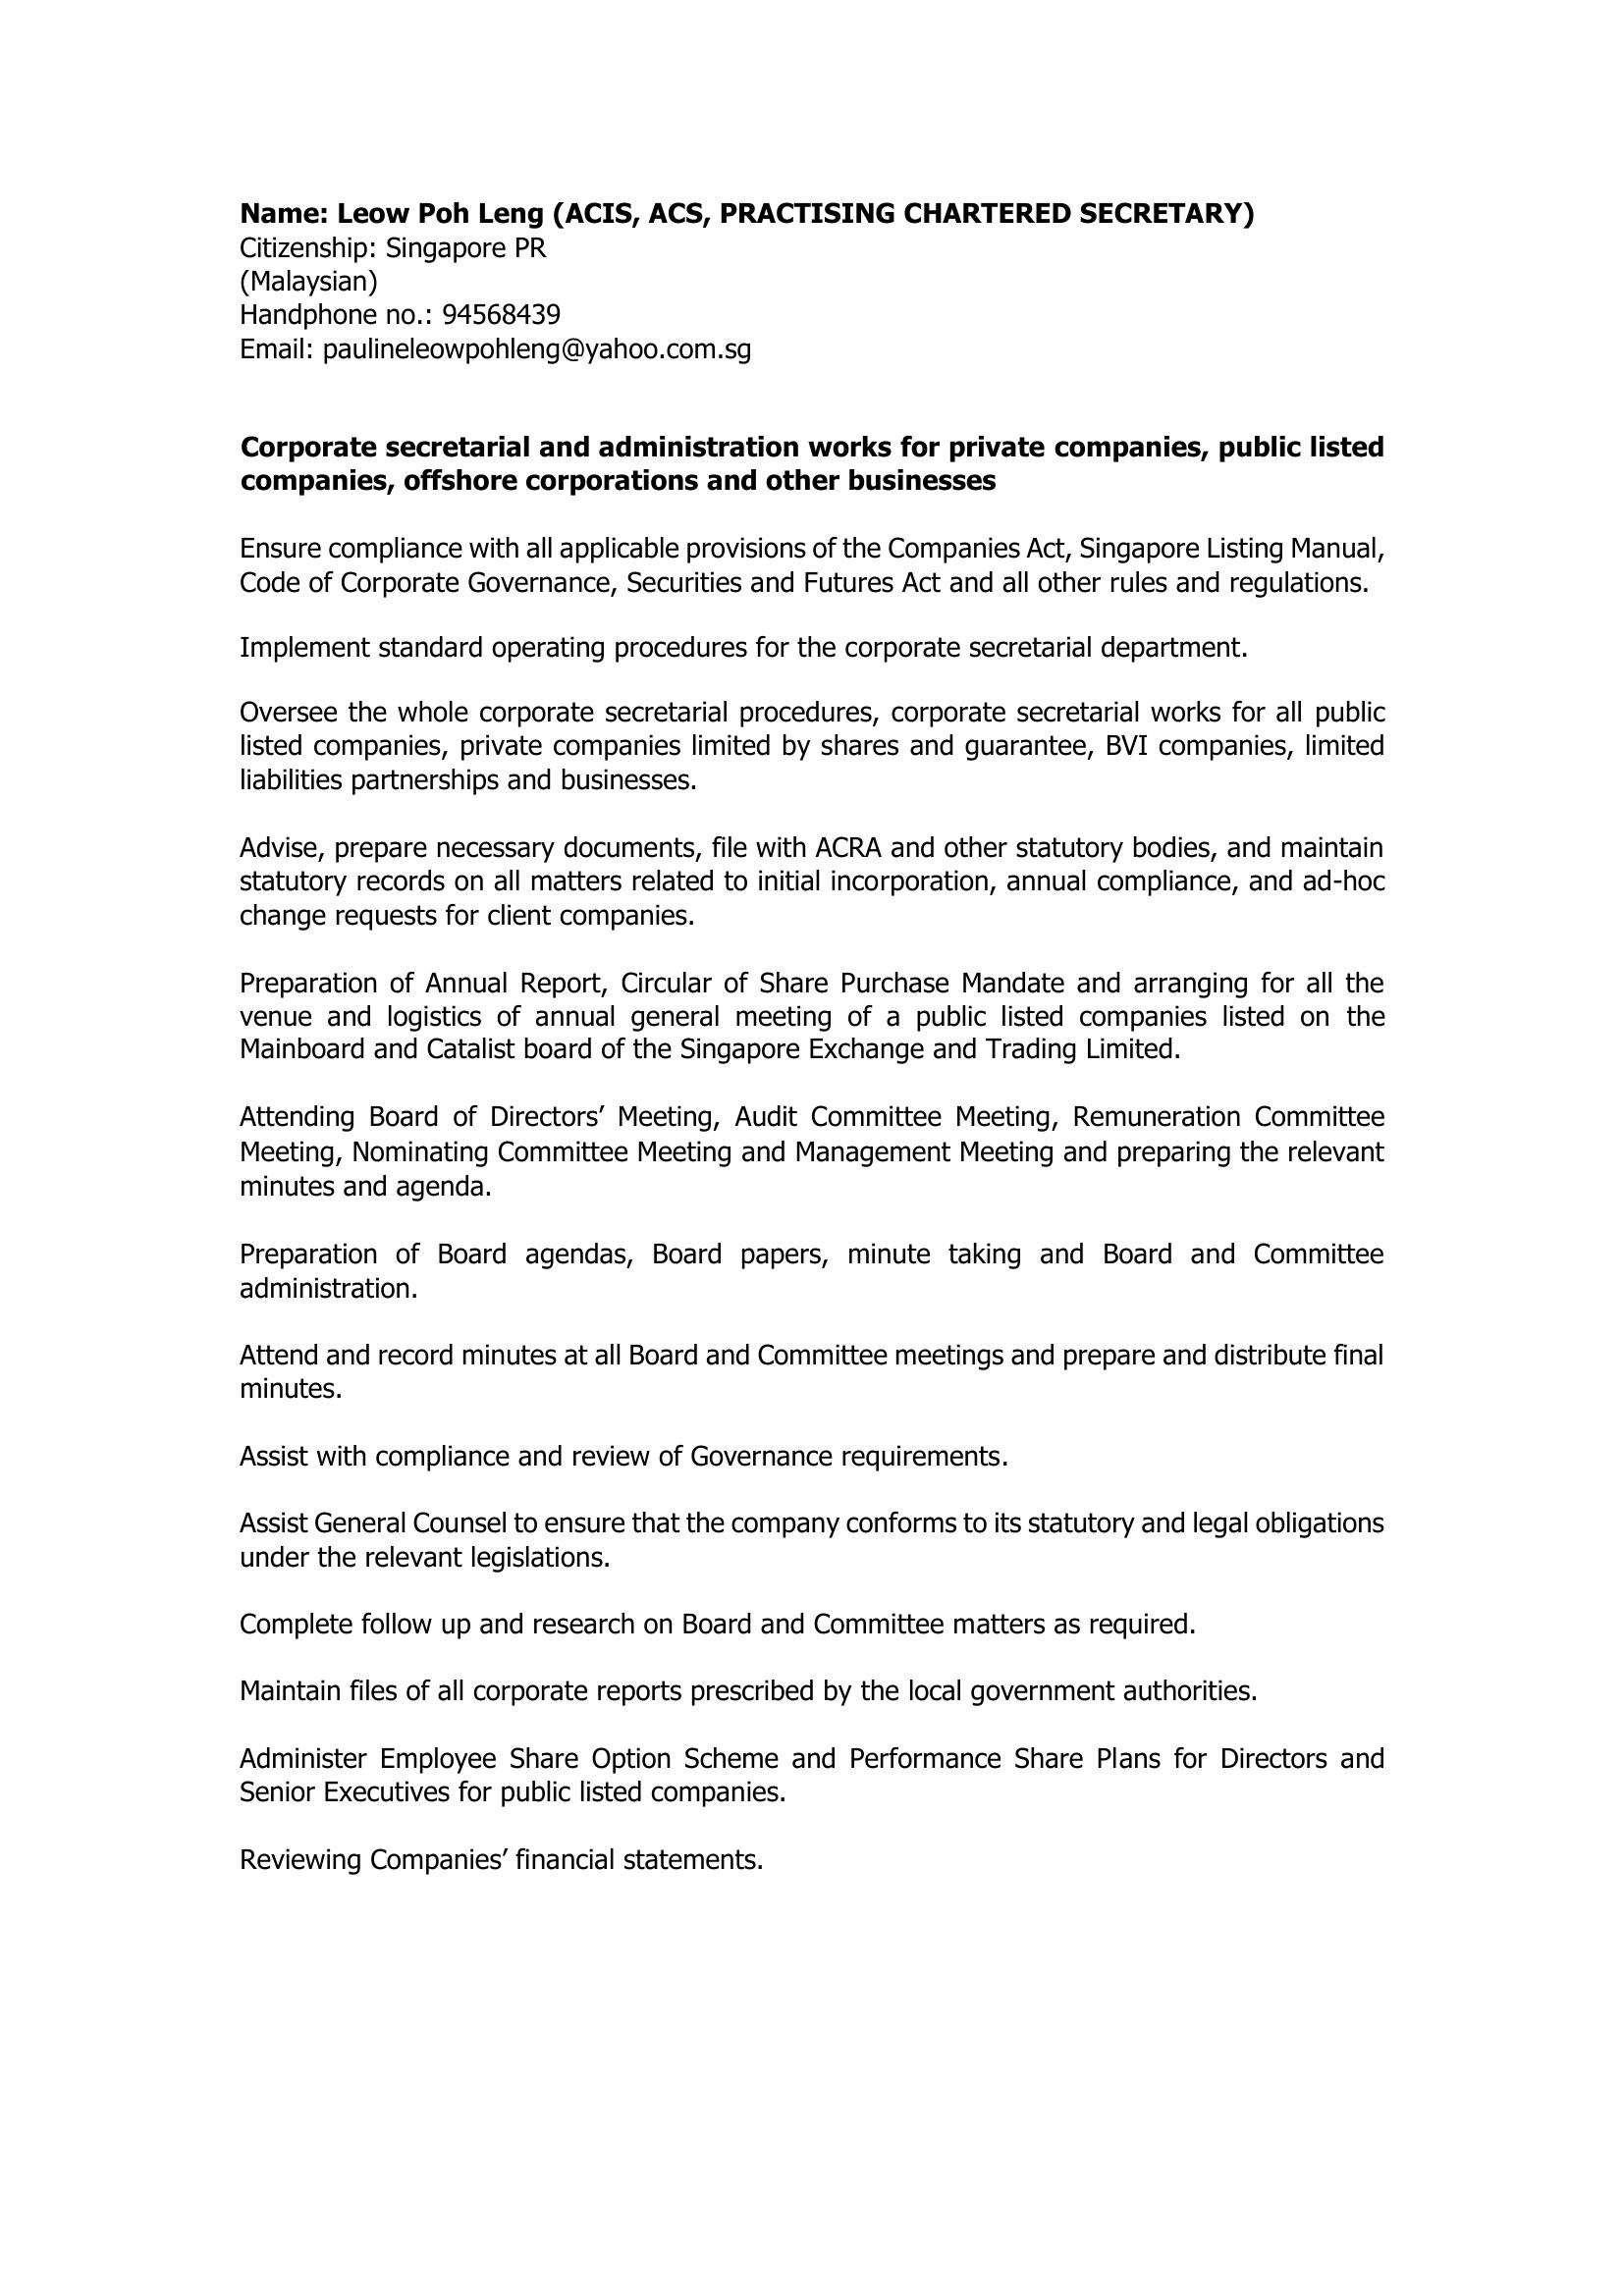 Name: Leow Poh Leng (ACIS, ACS, PRACTISING CHARTERED SECRETARY)
Citizenship: Singapore PR
(Malaysian)
Handphone no.: 94568439
Email: paulineleowpohleng@yahoo.com.sg
Corporate secretarial and administration works for private companies, public listed
companies, offshore corporations and other businesses
Ensure compliance with all applicable provisions of the Companies Act, Singapore Listing Manual,
Code of Corporate Governance, Securities and Futures Act and all other rules and regulations.
Implement standard operating procedures for the corporate secretarial department.
Oversee the whole corporate secretarial procedures, corporate secretarial works for all public
listed companies, private companies limited by shares and guarantee, BVI companies, limited
liabilities partnerships and businesses.
Advise, prepare necessary documents, file with ACRA and other statutory bodies, and maintain
statutory records on all matters related to initial incorporation, annual compliance, and ad-hoc
change requests for client companies.
Preparation of Annual Report, Circular of Share Purchase Mandate and arranging for all the
venue and logistics of annual general meeting of a public listed companies listed on the
Mainboard and Catalist board of the Singapore Exchange and Trading Limited.
Attending Board of Directors’ Meeting, Audit Committee Meeting, Remuneration Committee
Meeting, Nominating Committee Meeting and Management Meeting and preparing the relevant
minutes and agenda.
Preparation of Board agendas, Board papers, minute taking and Board and Committee
administration.
Attend and record minutes at all Board and Committee meetings and prepare and distribute final
minutes.
Assist with compliance and review of Governance requirements.
Assist General Counsel to ensure that the company conforms to its statutory and legal obligations
under the relevant legislations.
Complete follow up and research on Board and Committee matters as required.
Maintain files of all corporate reports prescribed by the local government authorities.
Administer Employee Share Option Scheme and Performance Share Plans for Directors and
Senior Executives for public listed companies.
Reviewing Companies’ financial statements.